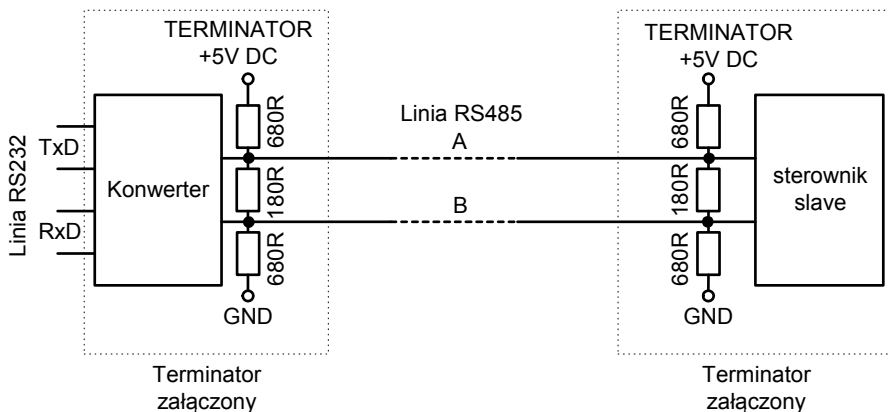 TERMINATOR
+5V DC
680R
180R
680R
GND
Linia RS232
TxD
RxD
Konwerter
Linia RS485
A
B
TERMINATOR
+5V DC
680R
180R
680R
GND
sterownik
slave
Terminator
załączony
Terminator
załączony